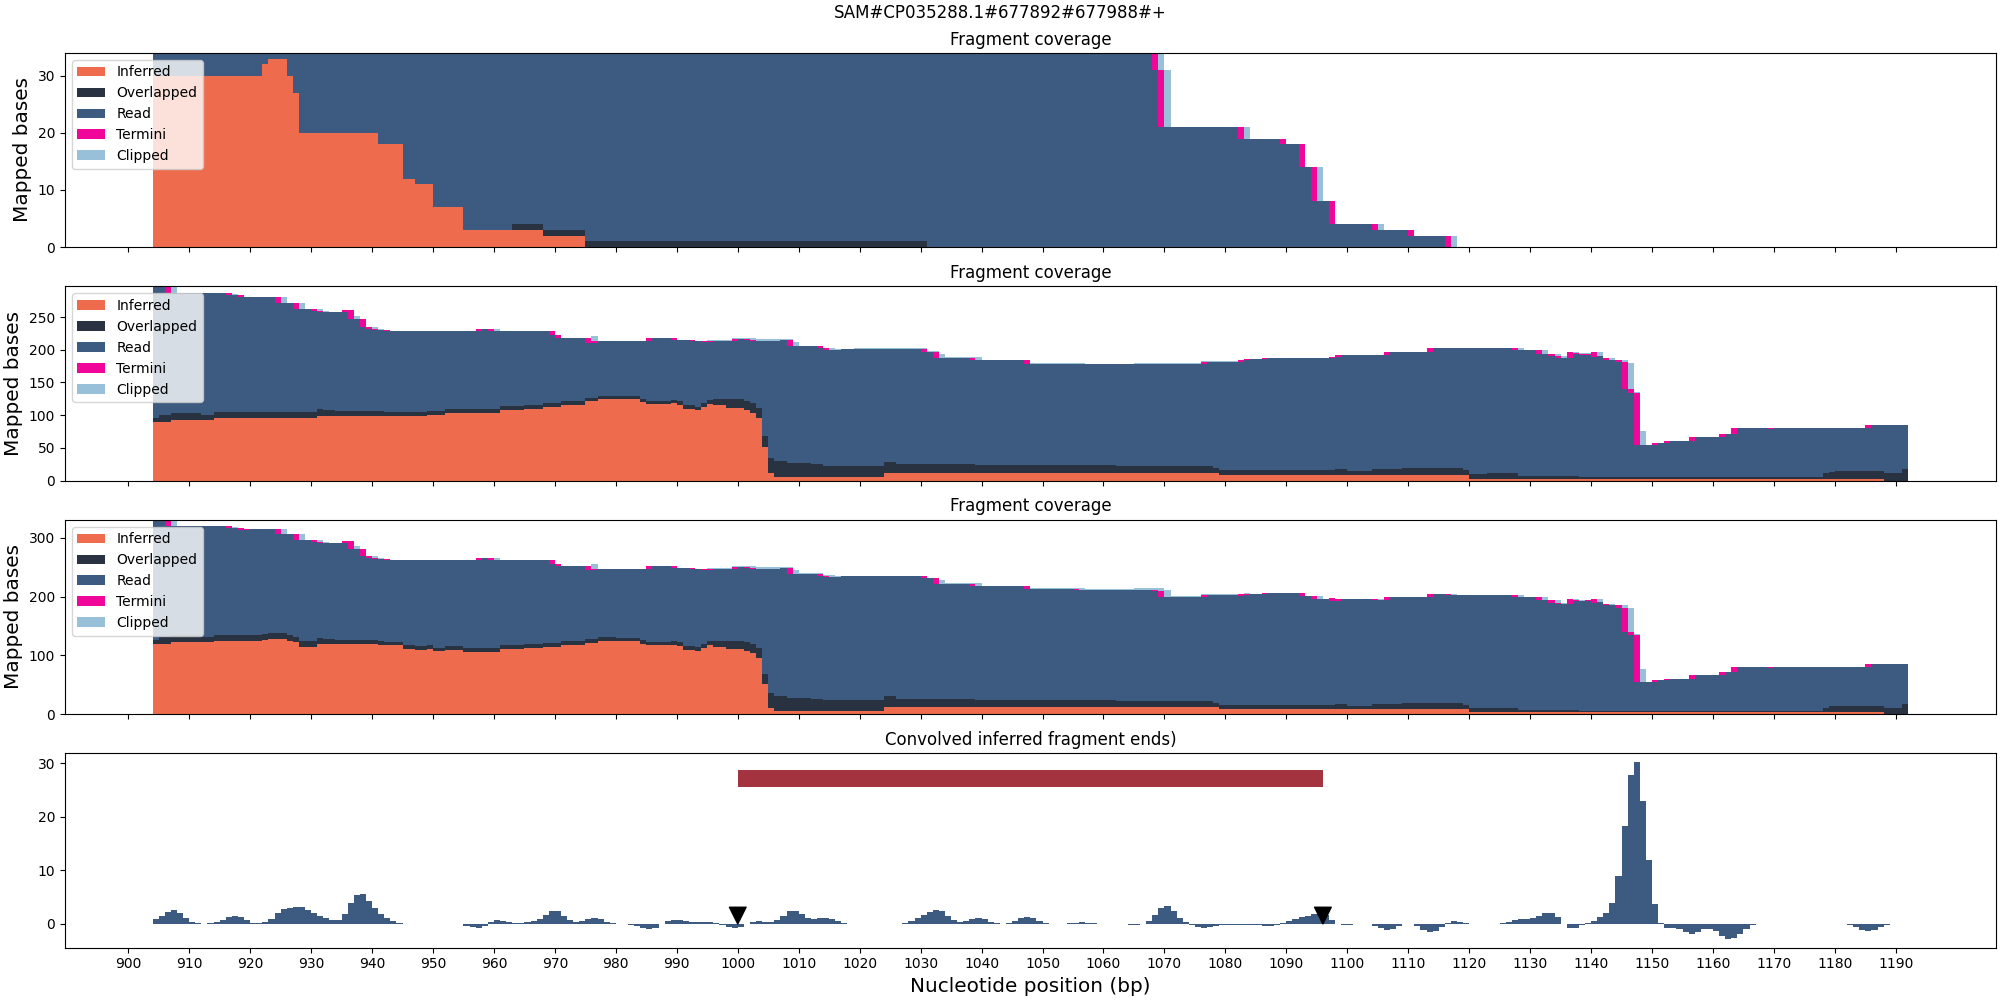 SAM#CP035288.1#677892#677988#+
Fragment coverage
Mapped bases
30
20
10
0
Inferred
Overlapped
Read
Termini
Clipped
Fragment coverage
Mapped bases
250
200
150
100
50
0
Inferred
Overlapped
Read
Termini
Clipped
Fragment coverage
Mapped bases
300
200
100
0
Inferred
Overlapped
Read
Termini
Clipped
Convolved inferred fragment ends)
30
20
10
0
900 910 920 930 940 950 960 970 980 990 1000 1010 1020 1030 1040 1050 1060 1070 1080 1090 1100 1110 1120 1130 1140 1150 1160 1170 1180 1190
Nucleotide position (bp)